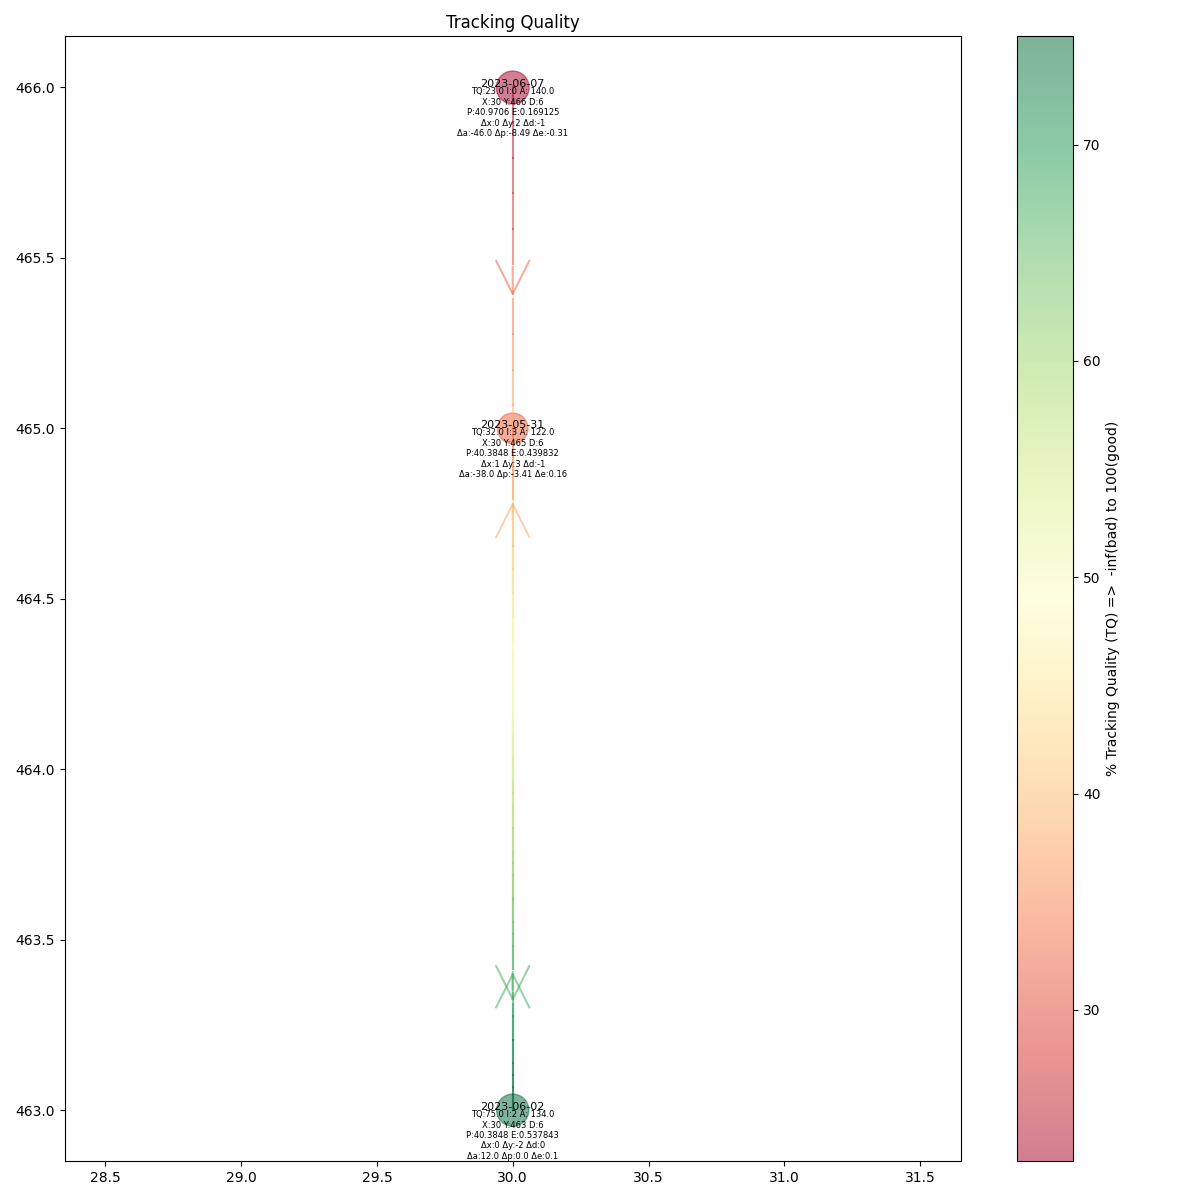 Tracking Quality
466.0
465.5
465.0
464.5
464.0
463.5
463.0
28.5
29.0
29.5
30.0
30.5
31.0
31.5
2023-06-07
TQ:23.0 I:0 A: 140.0
X:30 Y:466 D:6
P:40.9706 E:0.169125
Δx:0 Δy:2 Δd:-1
Δa:-46.0 Δp:-8.49 Δe:-0.31
2023-05-31
TQ:32.0 I:3 A: 122.0
X:30 Y:465 D:6
P:40.3848 E:0.439832
Δx:1 Δy:3 Δd:-1
Δa:-38.0 Δp:-3.41 Δe:0.16
2023-06-02
TQ:75.0 I:2 A: 134.0
X:30 Y:463 D:6
P:40.3848 E:0.537843
Δx:0 Δy:-2 Δd:0
Δa:12.0 Δp:0.0 Δe:0.1
70
60
50
40
30
% Tracking Quality (TQ) => -inf(bad) to 100(good)